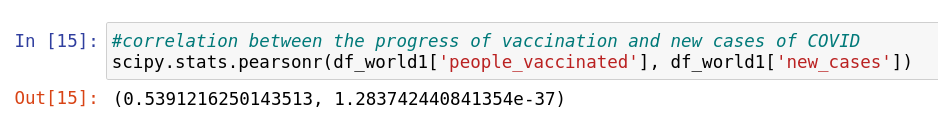 In [15]: #correlation between the progress of vaccination and new cases of COVID
scipy.stats.pearsonr(df_world1['people_vaccinated'], df_world1['new_cases'])
Out[15]: (0.5391216250143513, 1.283742440841354e-37)